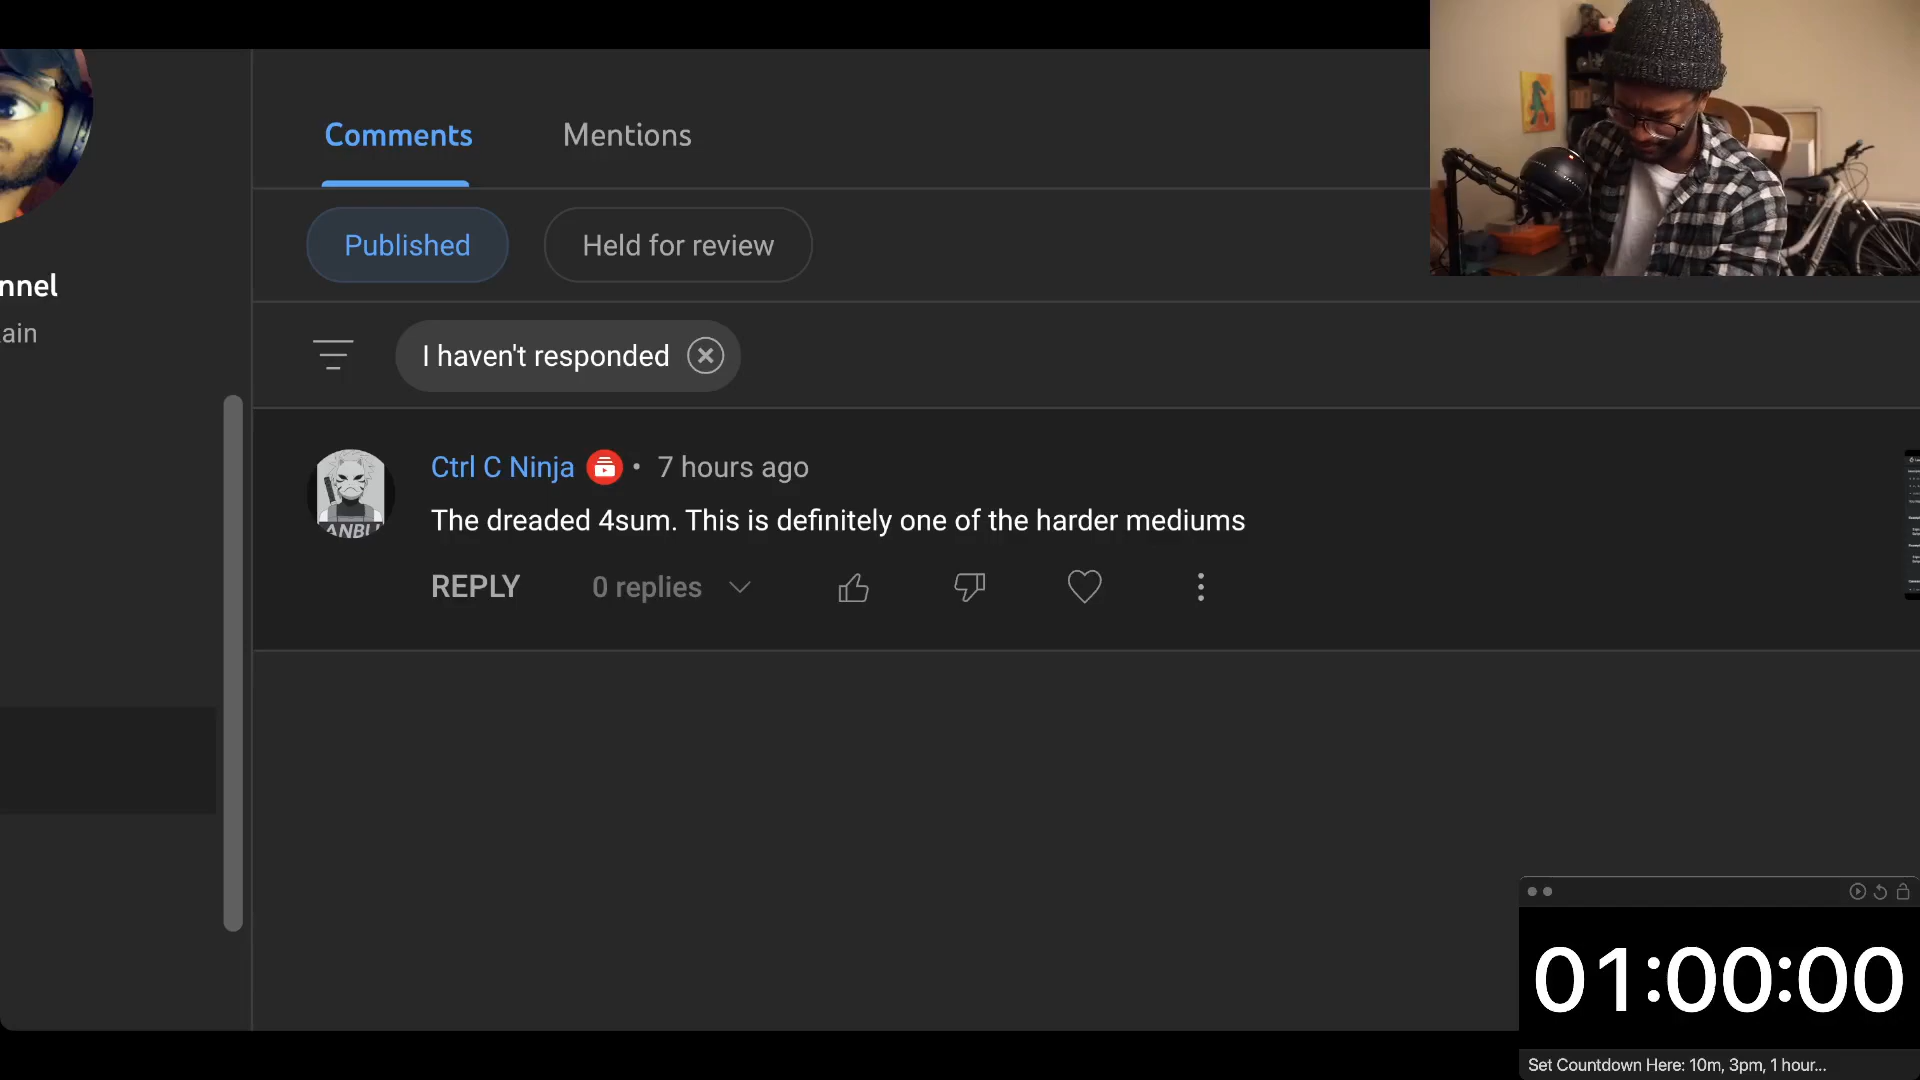 Comments
Mentions
Published
Held for review
nnel
ain
I haven't responded
Ctrl C Ninja • 7 hours ago
ANBU
The dreaded 4sum. This is definitely one of the harder mediums
REPLY
0 replies
01:00:00
Set Countdown Here: 10m, 3pm, 1 hour...